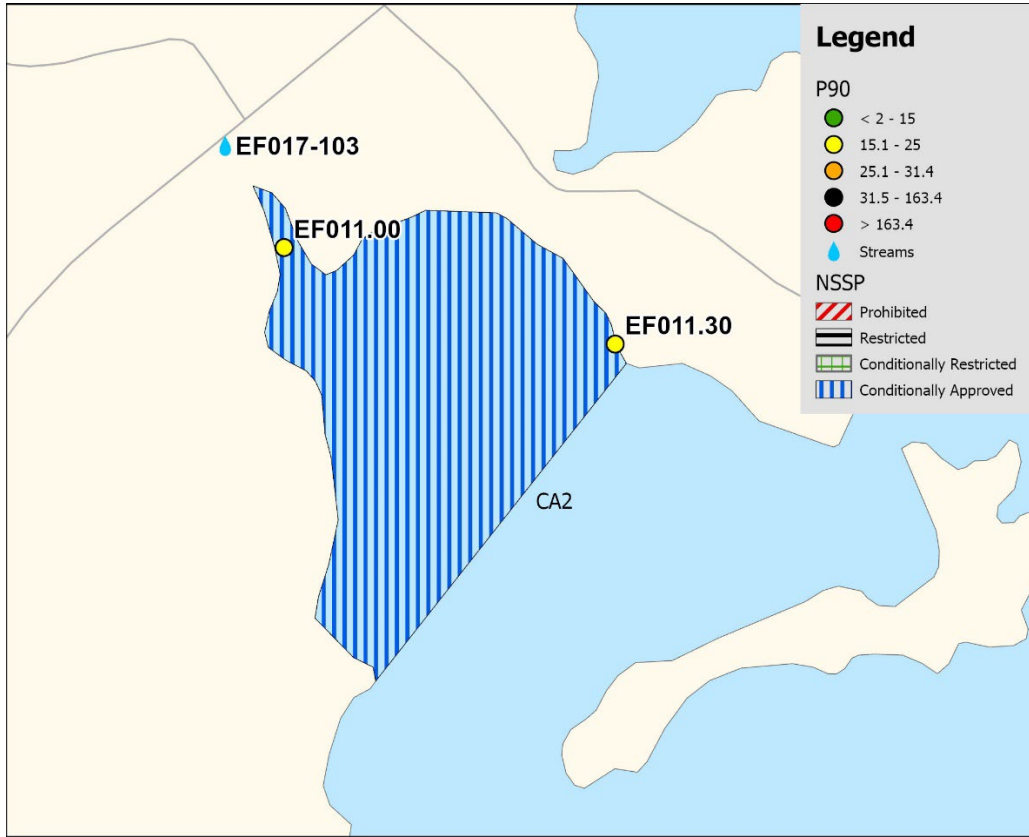 EF017-103
EF011.00
EF011.30
CA2
Legend
P90
< 2 - 15
15.1 - 25
25.1 - 31.4
31.5 - 163.4
> 163.4
Streams
NSSP
Prohibited
Restricted
Conditionally Restricted
Conditionally Approved